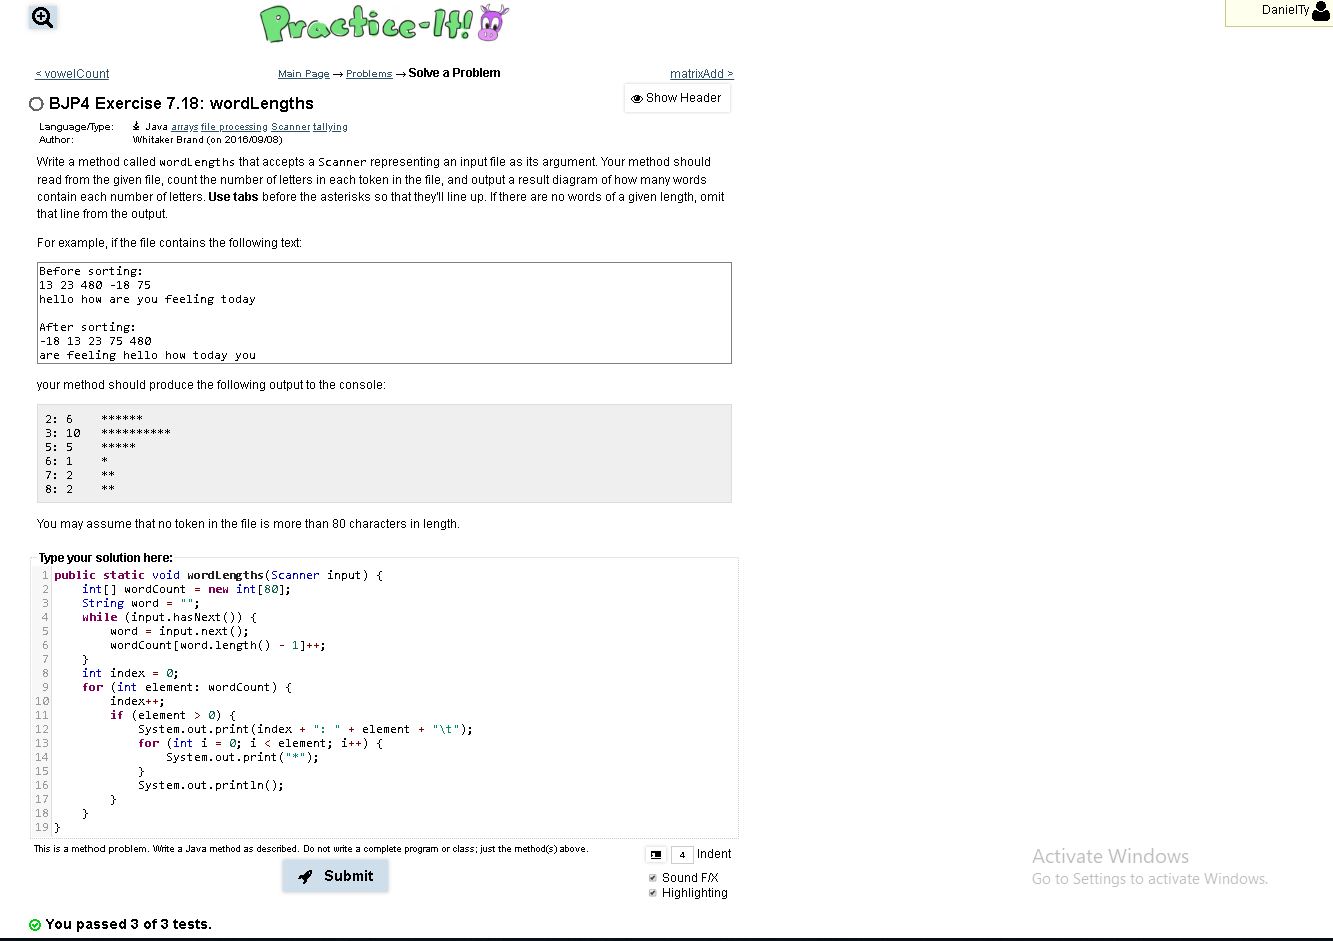 Practice-It!
DanielTy
< vowelCount
Main Page → Problems → Solve a Problem
matrixAdd >
BJP4 Exercise 7.18: wordLengths
Show Header
Language/Type: Java arrays file processing Scanner tallying
Author: Whitaker Brand (on 2016/09/08)
Write a method called wordLengths that accepts a Scanner representing an input file as its argument. Your method should
read from the given file, count the number of letters in each token in the file, and output a result diagram of how many words
contain each number of letters. Use tabs before the asterisks so that they'll line up. If there are no words of a given length, omit
that line from the output.
For example, if the file contains the following text:
Before sorting:
13 23 480 -18 75
hello how are you feeling today
After sorting:
-18 13 23 75 480
are feeling hello how today you
your method should produce the following output to the console:
2: 6    ******
3: 10   **********
5: 5    *****
6: 1    *
7: 2    **
8: 2    **
You may assume that no token in the file is more than 80 characters in length.
Type your solution here:
1 public static void wordLengths(Scanner input) {
2     int[] wordCount = new int[80];
3     String word = "";
4     while (input.hasNext()) {
5         word = input.next();
6         wordCount[word.length() - 1]++;
7     }
8     int index = 0;
9     for (int element: wordCount) {
10         index++;
11         if (element > 0) {
12             System.out.print(index + ": " + element + "\t");
13             for (int i = 0; i < element; i++) {
14                 System.out.print("*");
15             }
16             System.out.println();
17         }
18     }
19 }
This is a method problem. Write a Java method as described. Do not write a complete program or class; just the method(s) above.
4 Indent
Submit
Sound F/X
Highlighting
Activate Windows
Go to Settings to activate Windows.
You passed 3 of 3 tests.